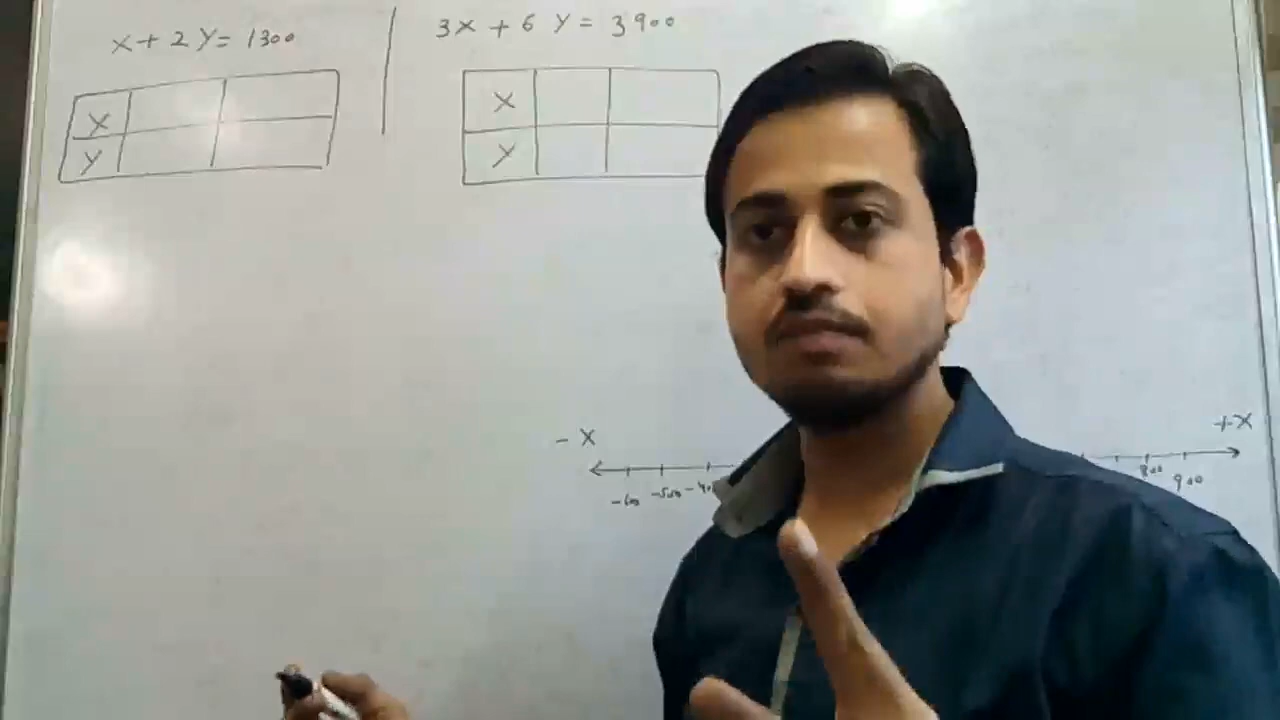 x + 2y = 1300
3x + 6y = 3900
x
y
x
y
- x
+x
-600 -500 -400
800 900